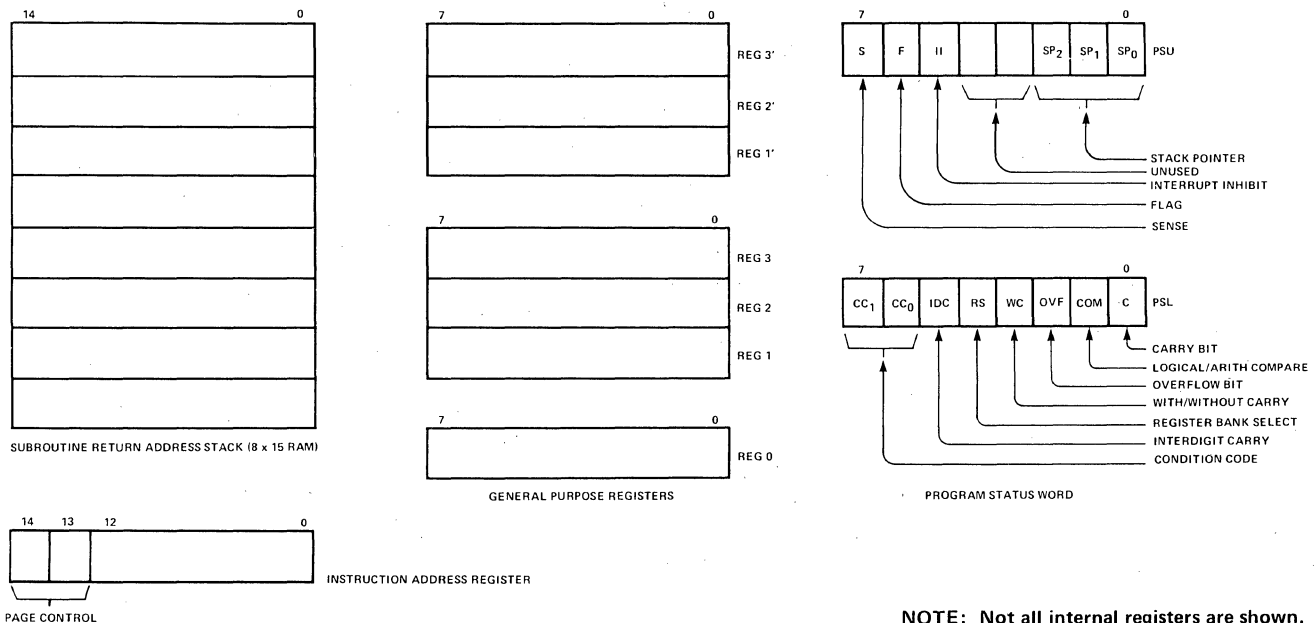 14 0
SUBROUTINE RETURN ADDRESS STACK (8 x 15 RAM)
14 13 12 0
INSTRUCTION ADDRESS REGISTER
PAGE CONTROL
7 0
REG 3'
REG 2'
REG 1'
7 0
REG 3
REG 2
REG 1
7 0
REG 0
GENERAL PURPOSE REGISTERS
7 0
S F II SP2 SP1 SP0 PSU
STACK POINTER
UNUSED
INTERRUPT INHIBIT
FLAG
SENSE
7 0
CC1 CC0 IDC RS WC OVF COM C PSL
CARRY BIT
LOGICAL/ARITH COMPARE
OVERFLOW BIT
WITH/WITHOUT CARRY
REGISTER BANK SELECT
INTERDIGIT CARRY
CONDITION CODE
PROGRAM STATUS WORD
NOTE: Not all internal registers are shown.